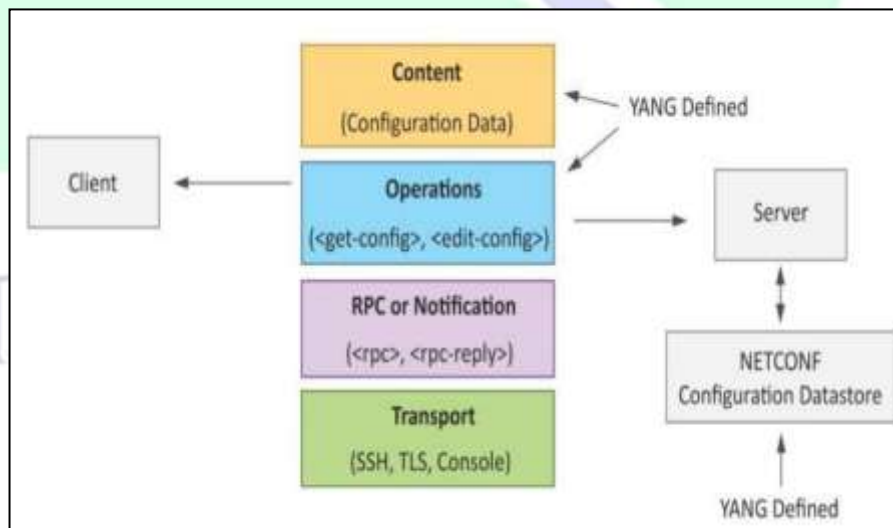 Content
(Configuration Data)
YANG Defined
Client
Operations
(<get-config>, <edit-config>)
Server
RPC or Notification
(<rpc>, <rpc-reply>)
NETCONF
Configuration Datastore
Transport
(SSH, TLS, Console)
YANG Defined